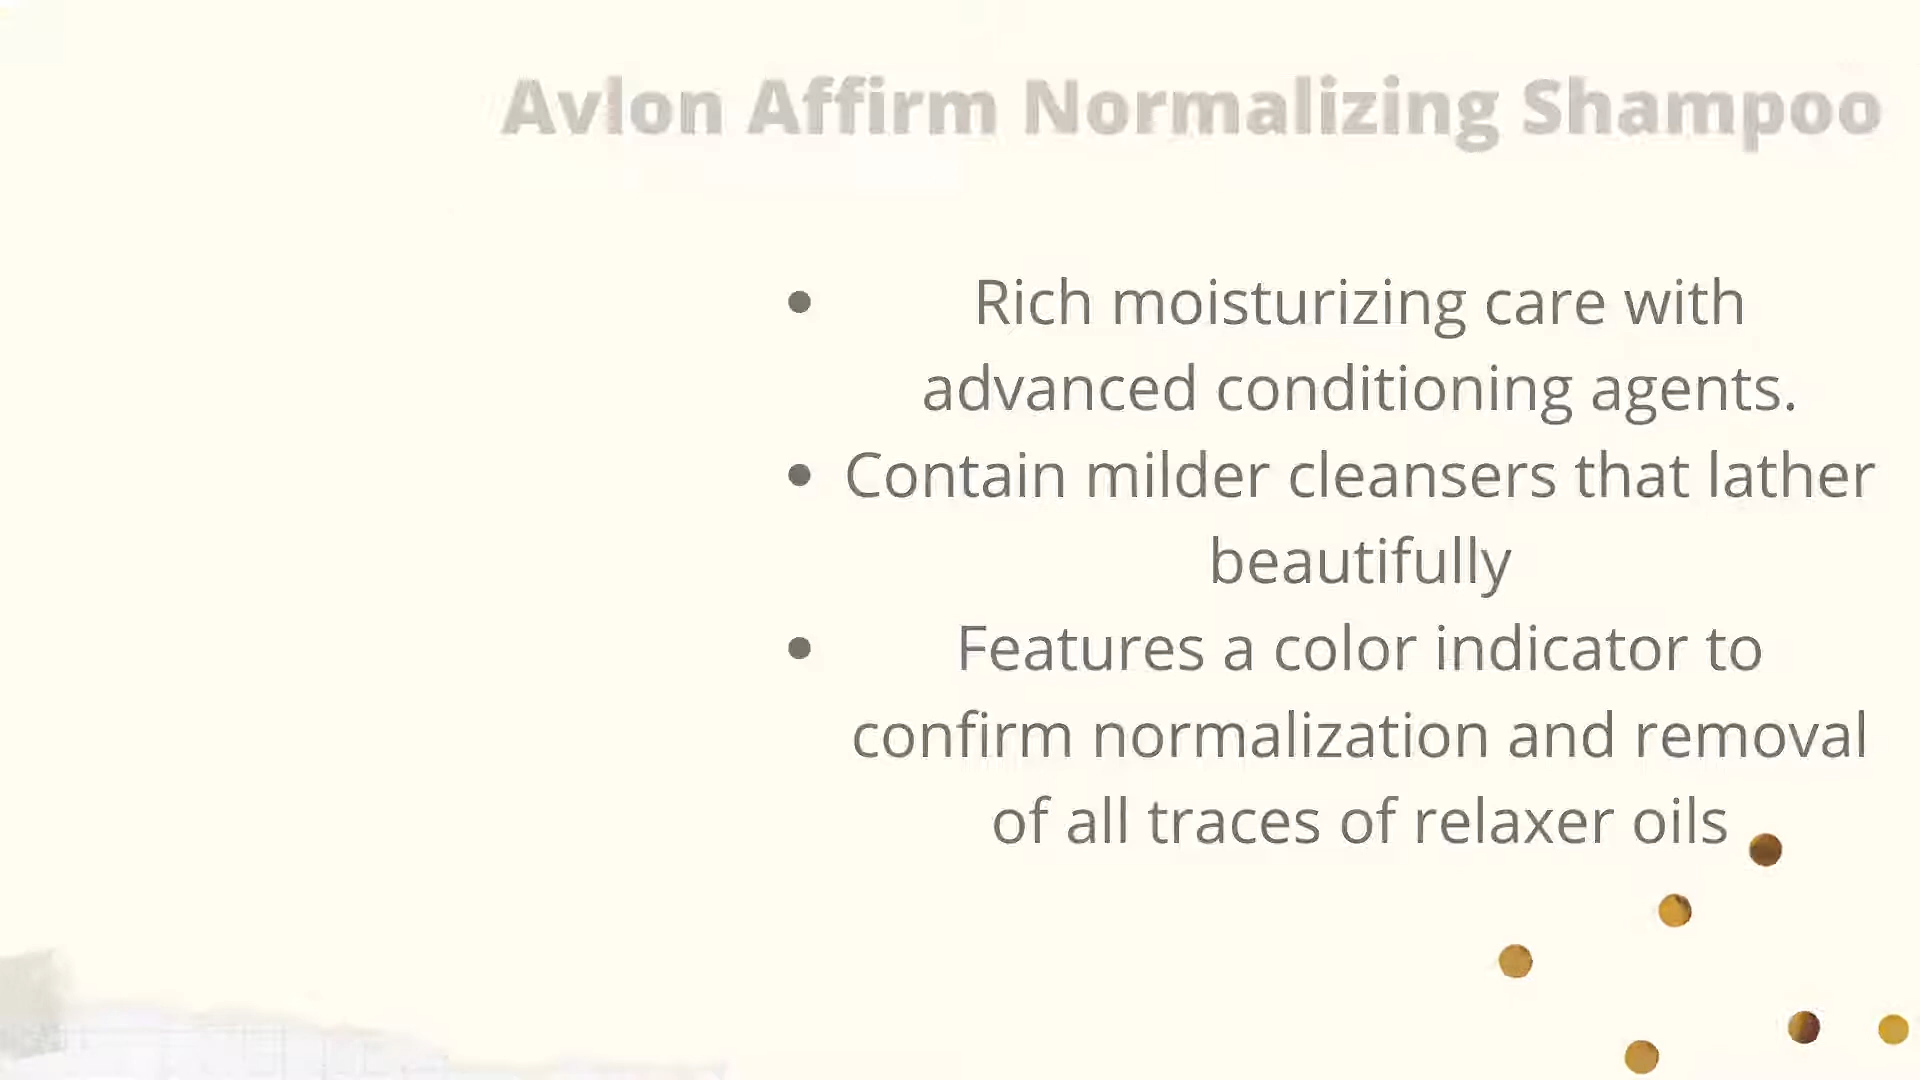 Avlon Affirm Normalizing Shampoo
• Rich moisturizing care with
advanced conditioning agents.
• Contain milder cleansers that lather
beautifully
• Features a color indicator to
confirm normalization and removal
of all traces of relaxer oils